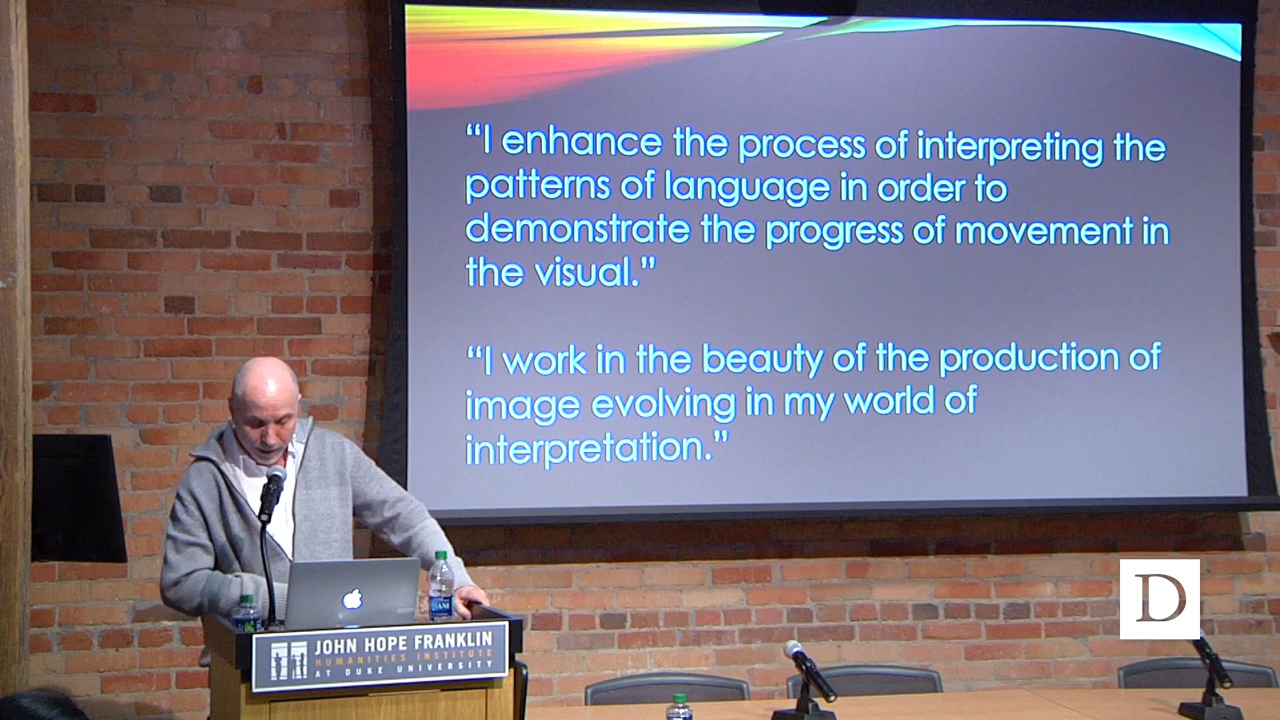 “I enhance the process of interpreting the
patterns of language in order to
demonstrate the progress of movement in
the visual.”
“I work in the beauty of the production of
image evolving in my world of
interpretation.”
JOHN HOPE FRANKLIN
HUMANITIES INSTITUTE
AT DUKE UNIVERSITY
D